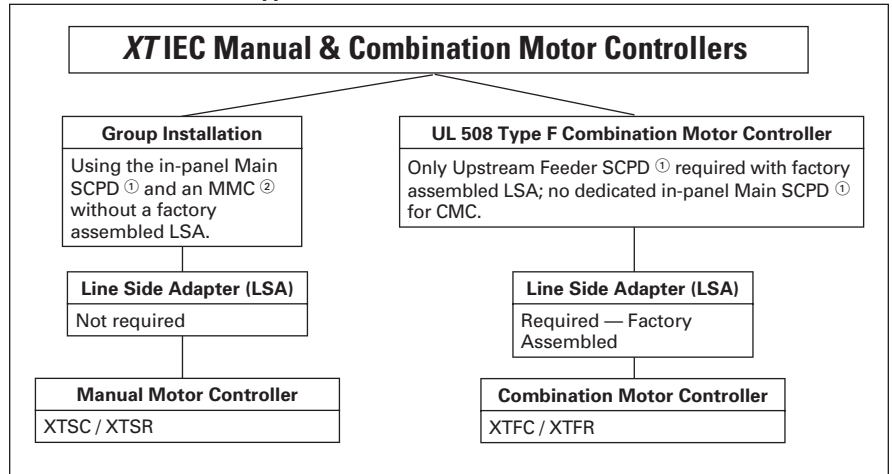 XT IEC Manual & Combination Motor Controllers
Group Installation
Using the in-panel Main
SCPD ① and an MMC ②
without a factory
assembled LSA.
UL 508 Type F Combination Motor Controller
Only Upstream Feeder SCPD ① required with factory
assembled LSA; no dedicated in-panel Main SCPD ①
for CMC.
Line Side Adapter (LSA)
Not required
Line Side Adapter (LSA)
Required — Factory
Assembled
Manual Motor Controller
XTSC / XTSR
Combination Motor Controller
XTFC / XTFR